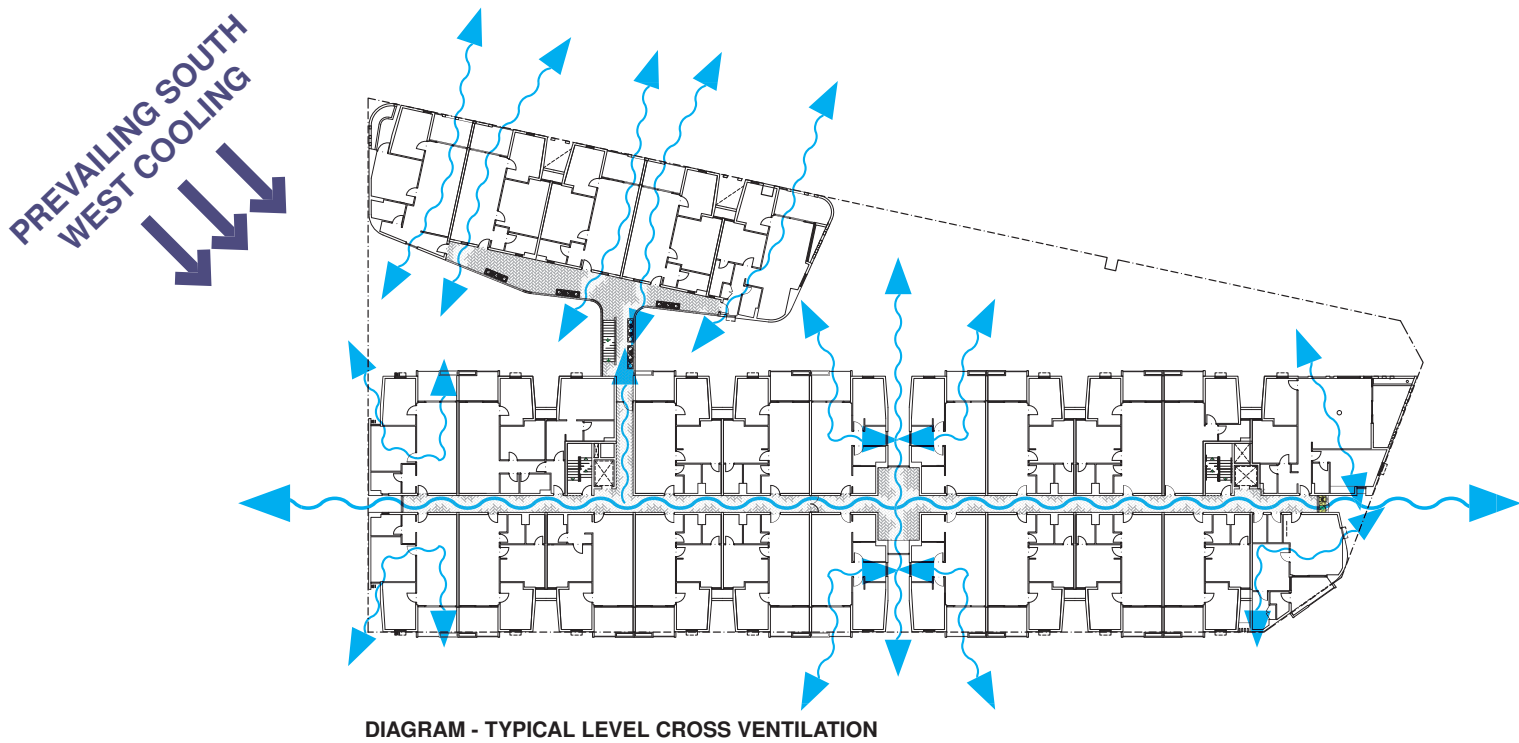 PREVAILING SOUTH
WEST COOLING
DIAGRAM - TYPICAL LEVEL CROSS VENTILATION